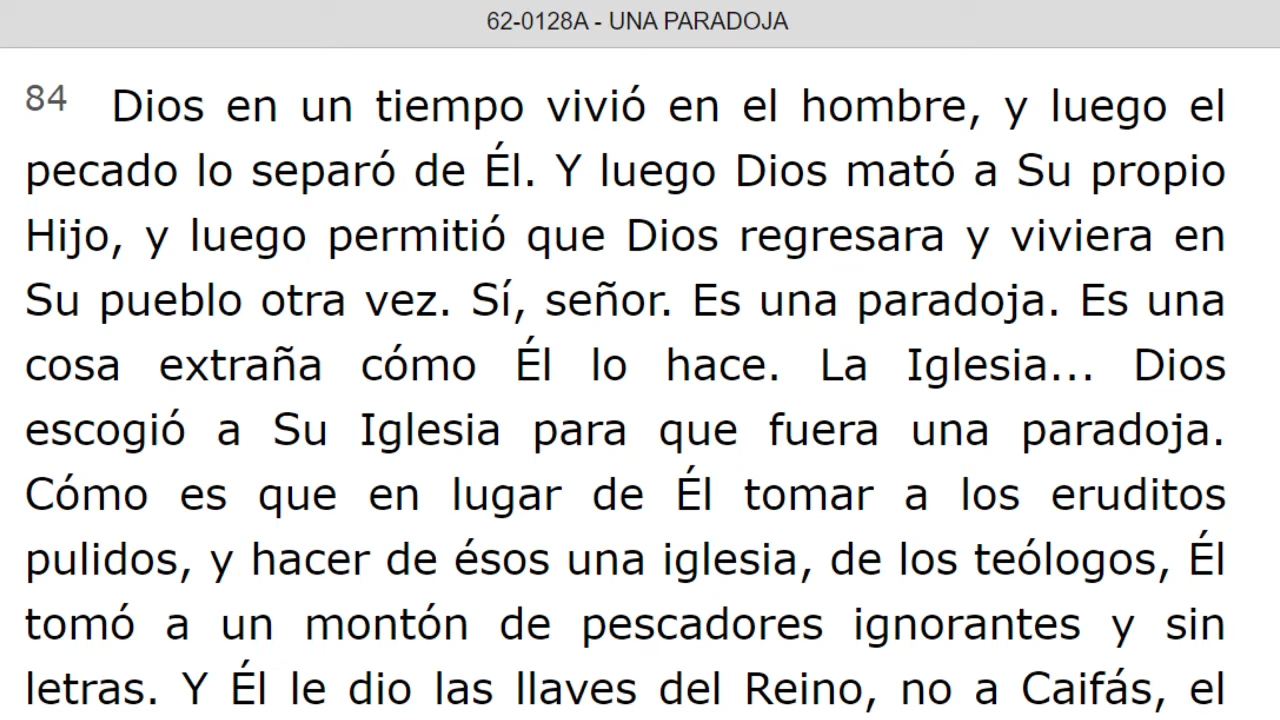 62-0128A - UNA PARADOJA
84 Dios en un tiempo vivió en el hombre, y luego el
pecado lo separó de Él. Y luego Dios mató a Su propio
Hijo, y luego permitió que Dios regresara y viviera en
Su pueblo otra vez. Sí, señor. Es una paradoja. Es una
cosa extraña cómo Él lo hace. La Iglesia... Dios
escogió a Su Iglesia para que fuera una paradoja.
Cómo es que en lugar de Él tomar a los eruditos
pulidos, y hacer de ésos una iglesia, de los teólogos, Él
tomó a un montón de pescadores ignorantes y sin
letras. Y Él le dio las llaves del Reino, no a Caifás, el